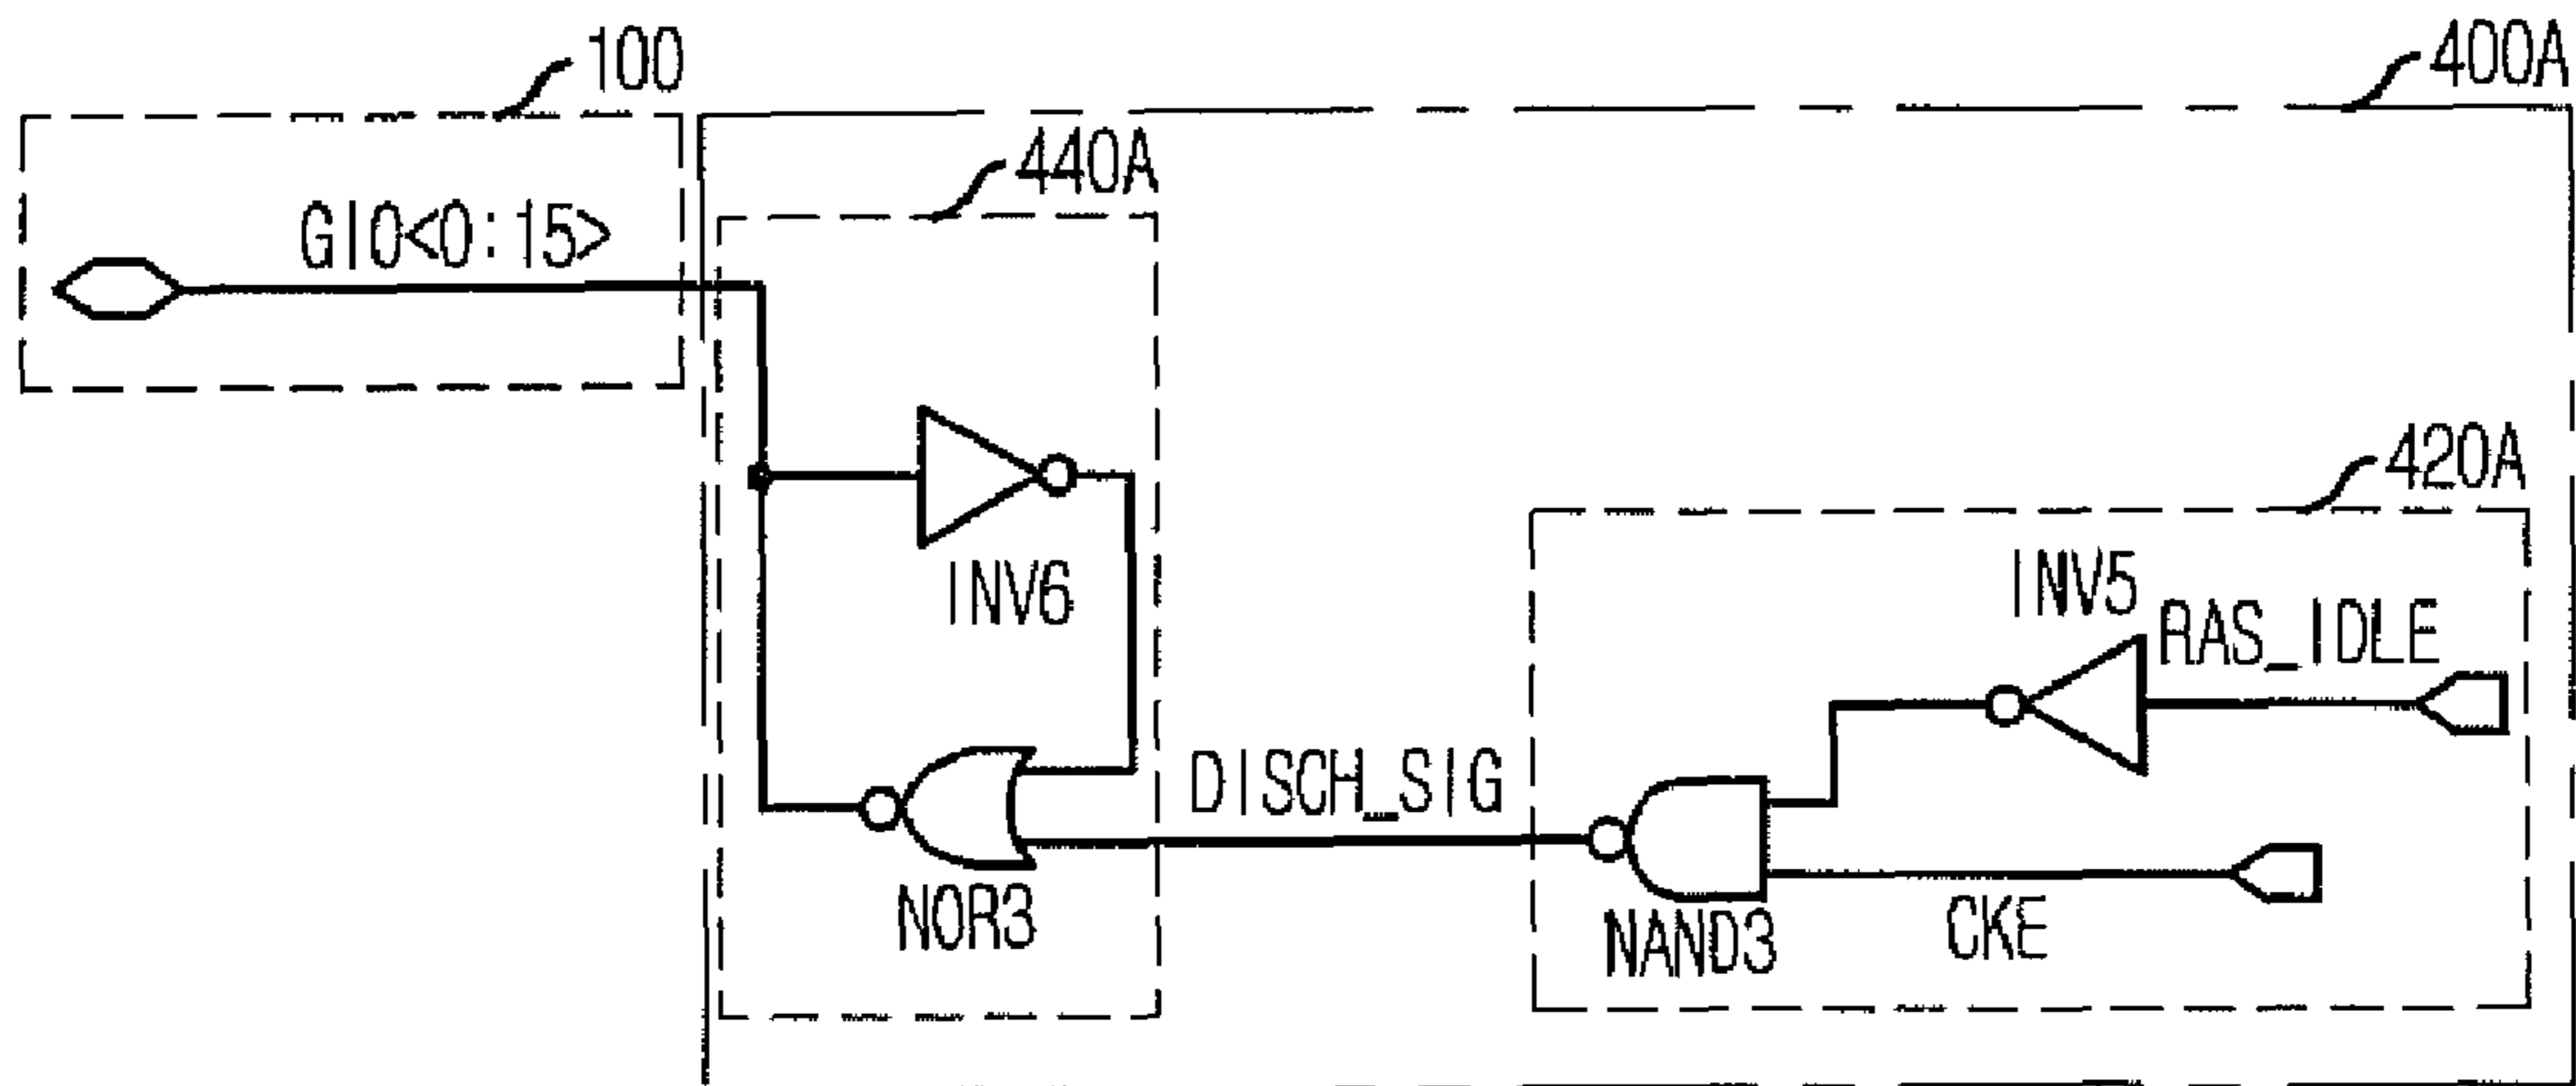 100
400A
440A
GIO<0:15>
420A
INV6
INV5
RAS_IDLE
DISCH_SIG
NOR3
NAND3
CKE